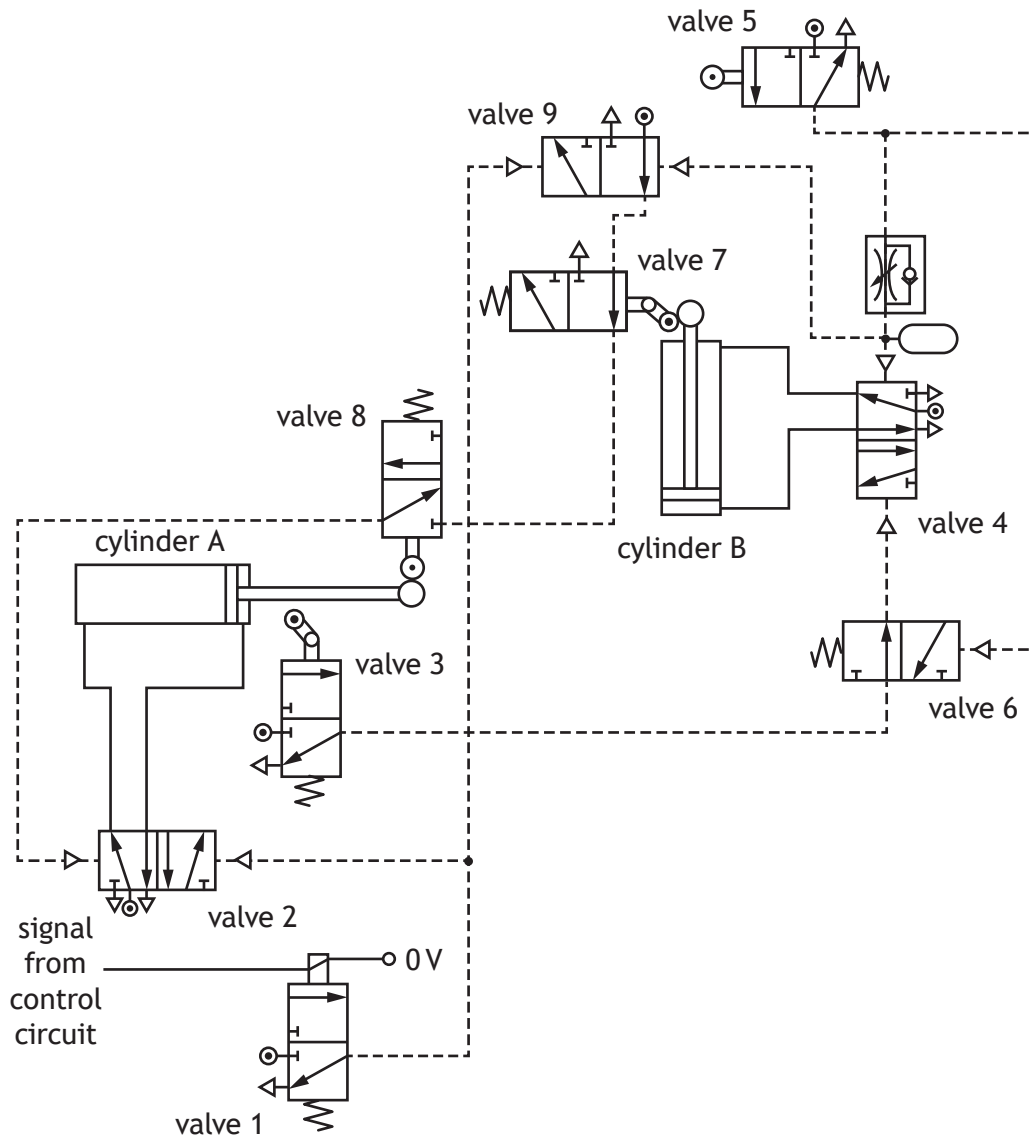 valve 5
valve 9
valve 7
valve 8
cylinder A
cylinder B
valve 4
valve 3
valve 6
valve 2
signal
from
control
circuit
0 V
valve 1